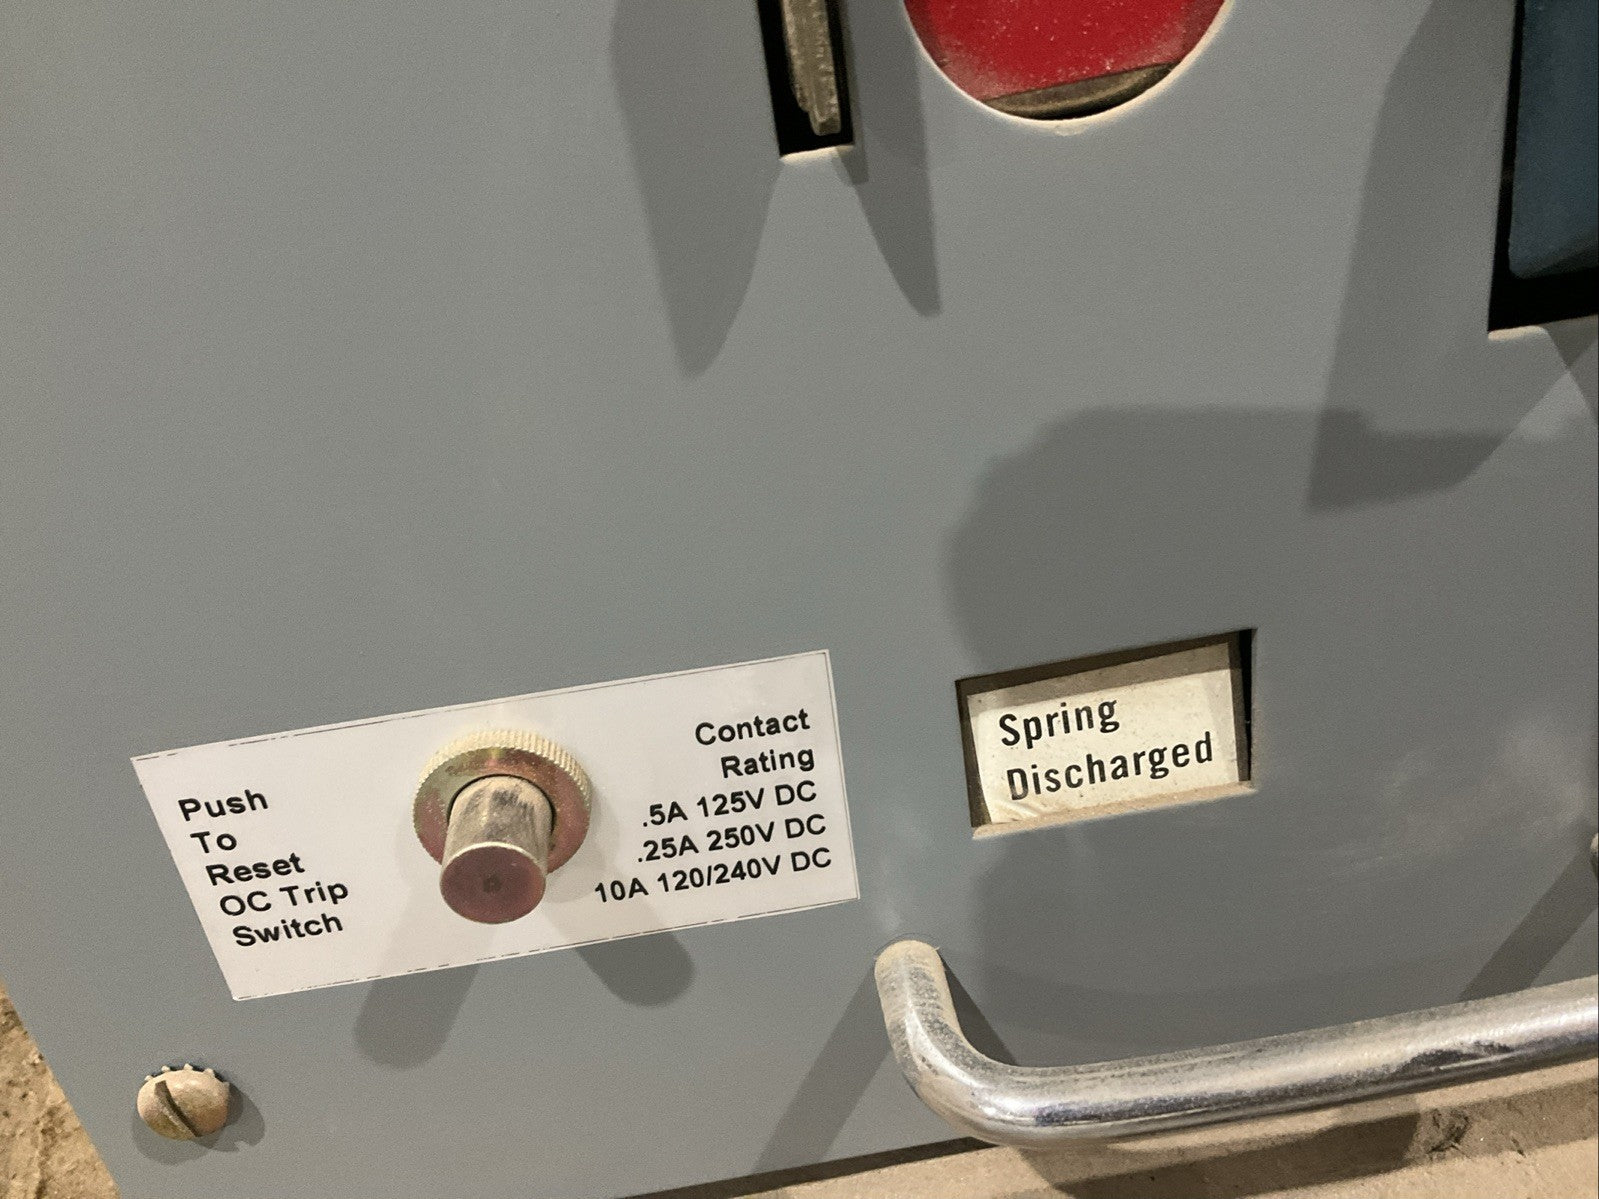 Push
To
Reset
OC Trip
Switch
Contact
Rating
.5A 125V DC
.25A 250V DC
10A 120/240V DC
Spring
Discharged